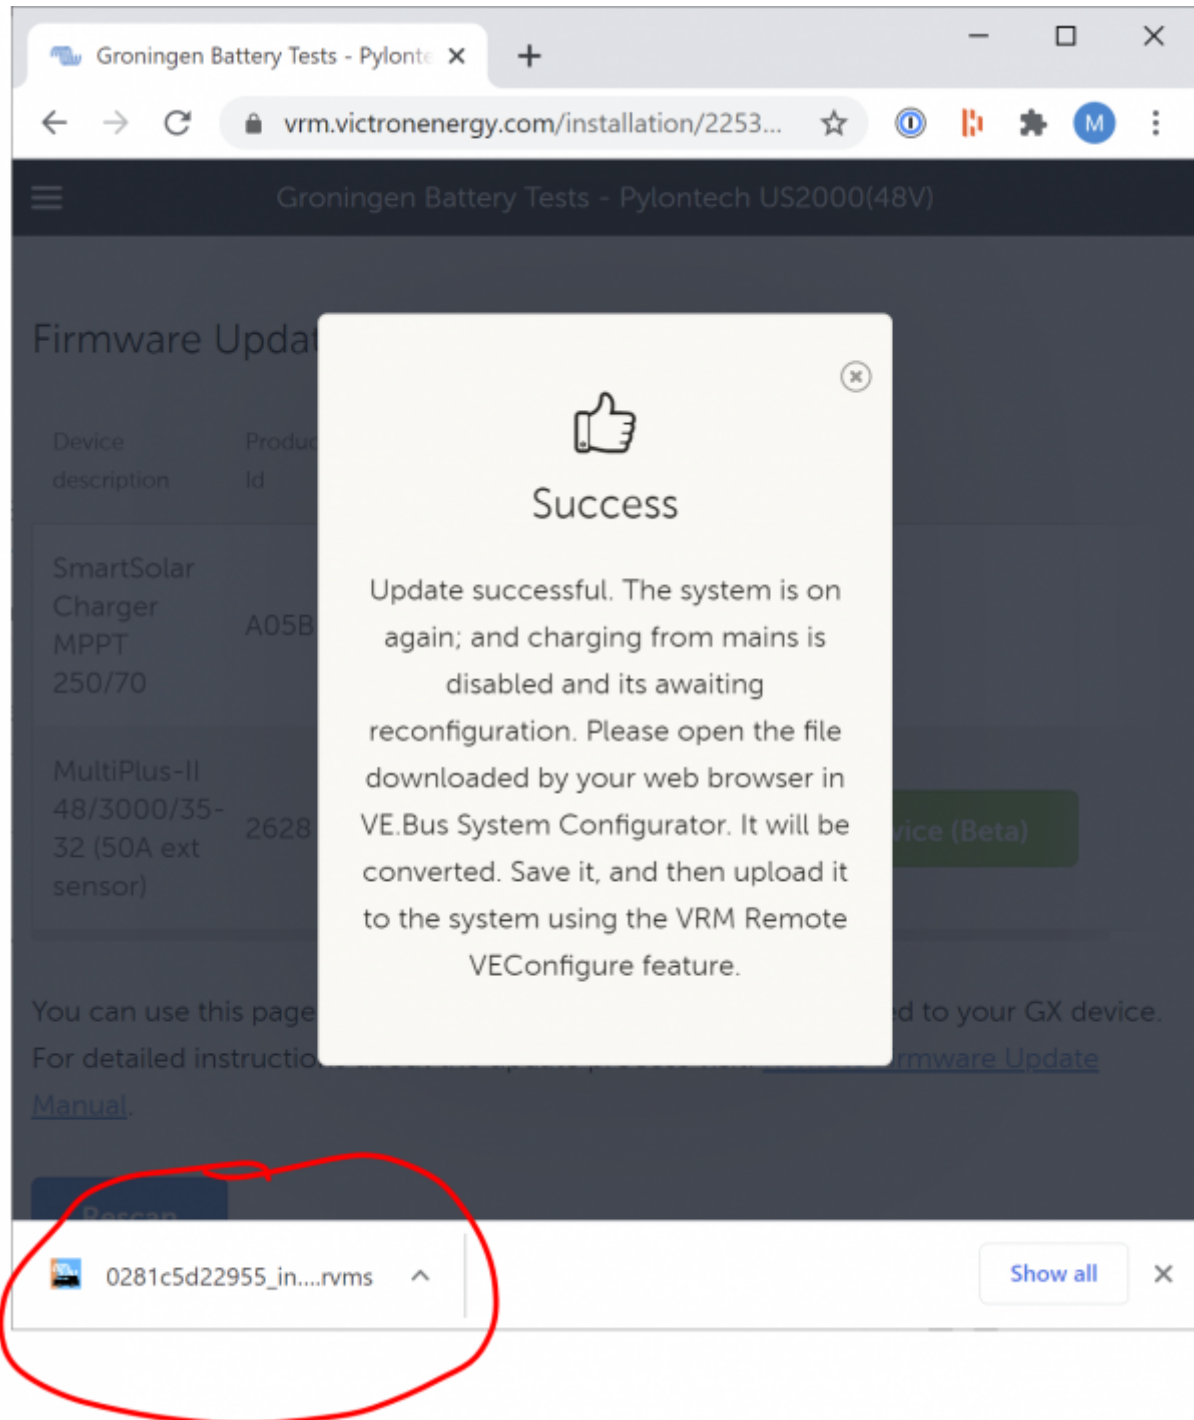 Groningen Battery Tests - Pylonte
vrm.victronenergy.com/installation/2253...
M
Groningen Battery Tests - Pylontech US2000(48V)
Firmware Updat
Device description
Produc
Id
SmartSolar Charger MPPT 250/70
A05B
MultiPlus-II 48/3000/35-32 (50A ext sensor)
2628
vice (Beta)
Success
Update successful. The system is on
again; and charging from mains is
disabled and its awaiting
reconfiguration. Please open the file
downloaded by your web browser in
VE.Bus System Configurator. It will be
converted. Save it, and then upload it
to the system using the VRM Remote
VEConfigure feature.
You can use this page
d to your GX device.
For detailed instruction
rmware Update
Manual.
Rescan
0281c5d22955_in....rvms
Show all